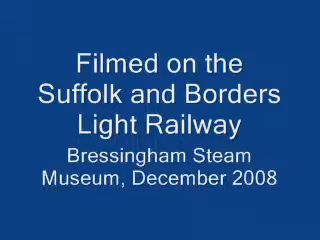 Filmed on the
Suffolk and Borders
Light Railway
Bressingham Steam
Museum, December 2008